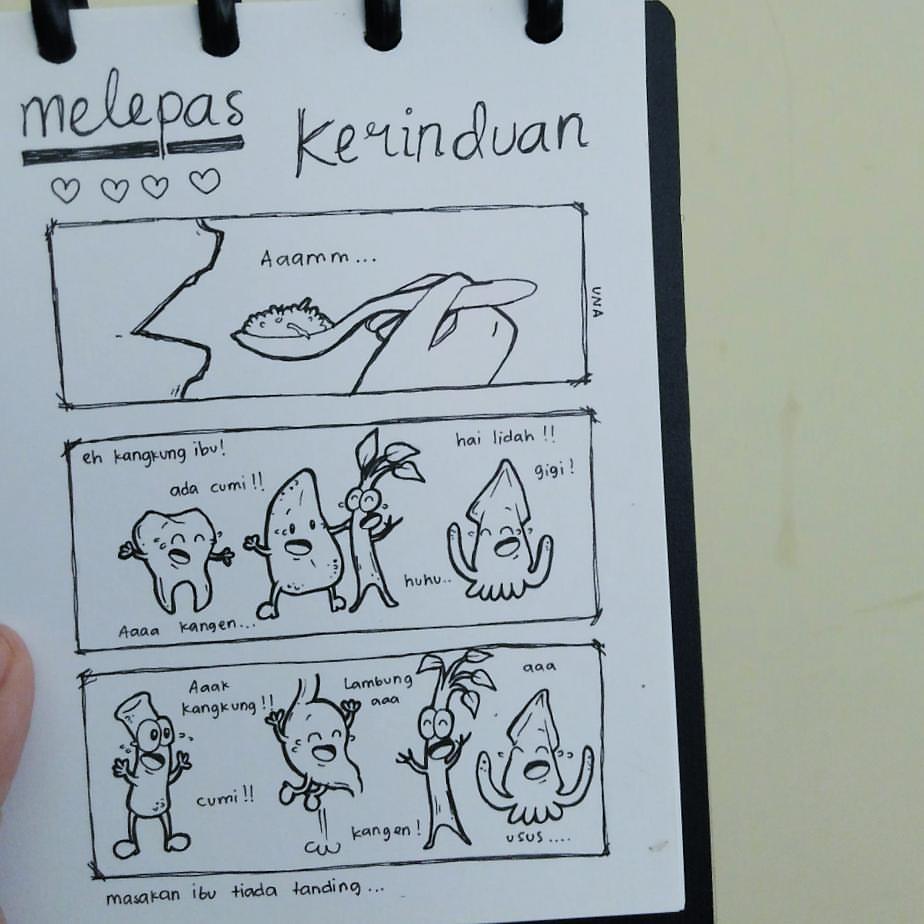 melepas
kerinduan
Aaamm...
UNA
eh kangkung ibu!
ada cumi!!
hai lidah!!
gigi!
huhu..
Aaaa kangen...
Aaak
kangkung!!
Lambung
aaa
aaa
cumi!!
kangen!
usus....
masakan ibu tiada tanding...